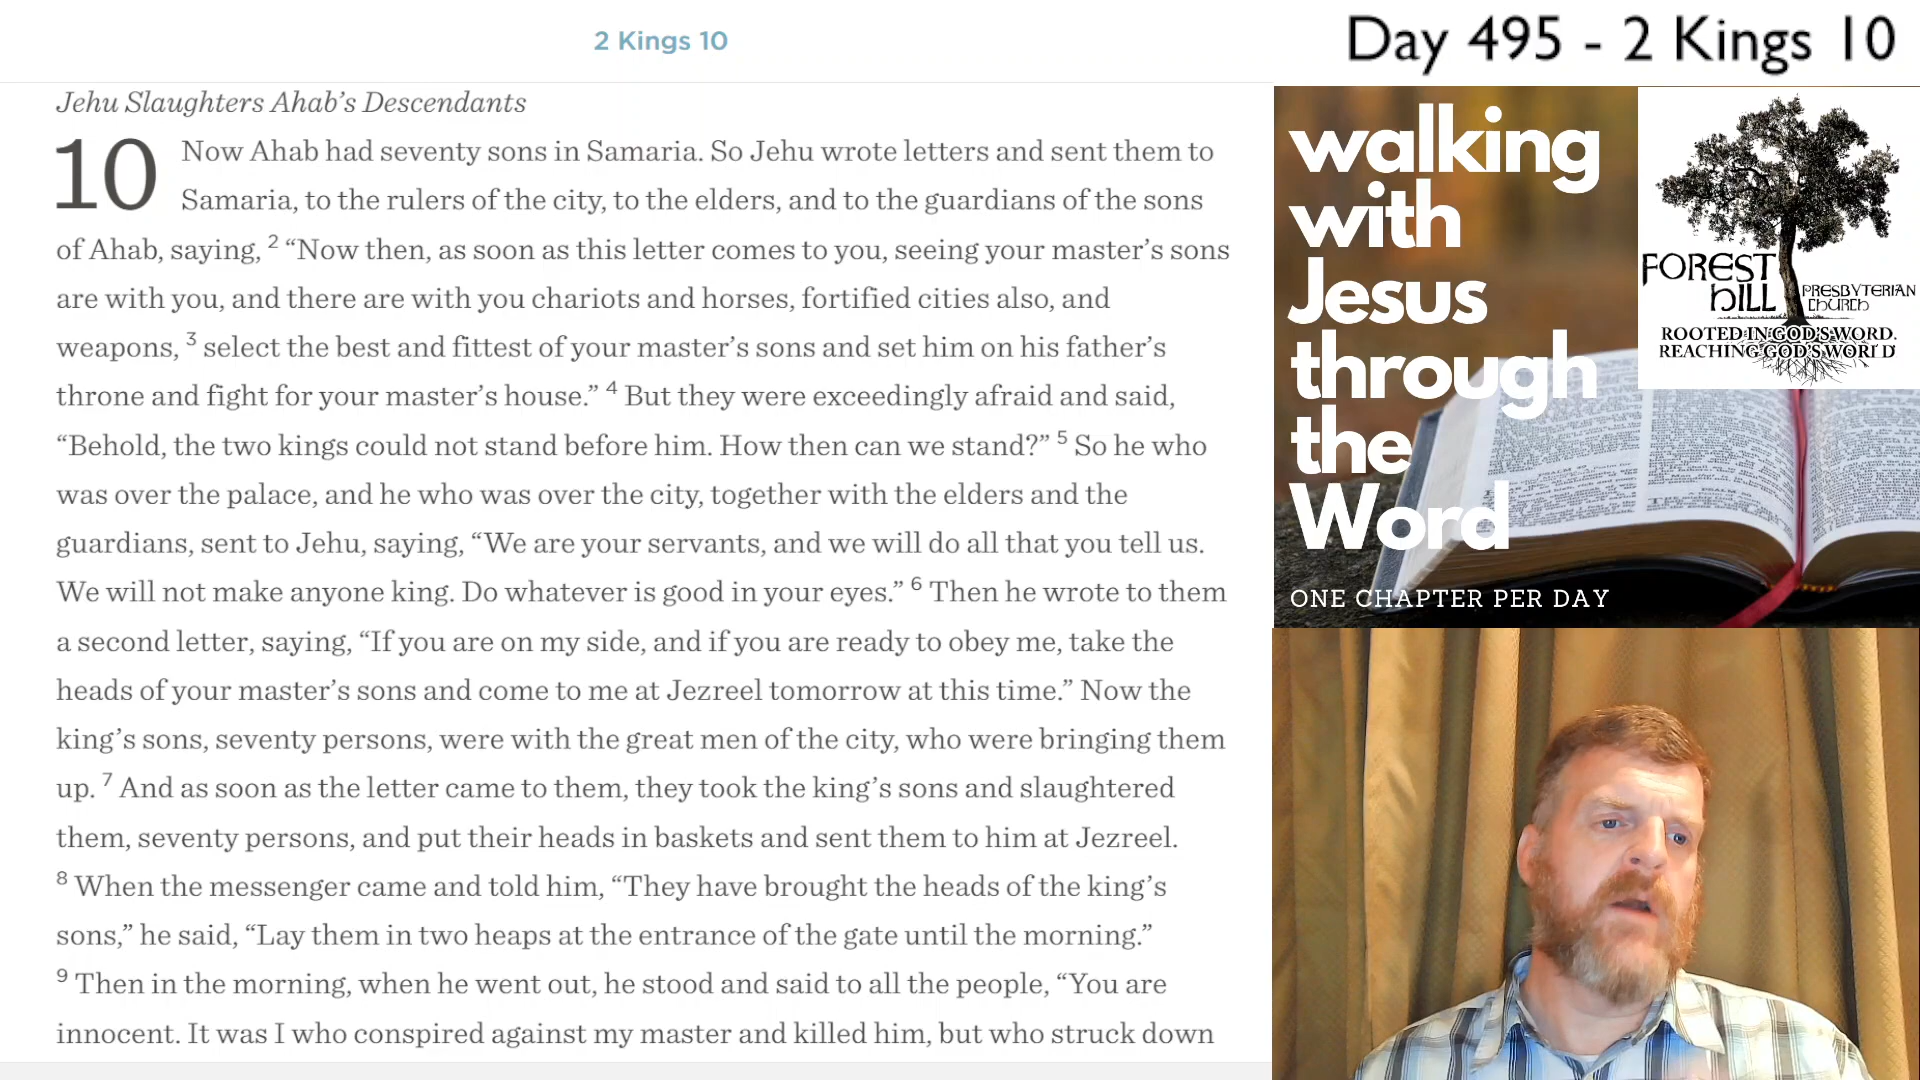 2 Kings 10
Day 495 - 2 Kings 10
Jehu Slaughters Ahab’s Descendants
10 Now Ahab had seventy sons in Samaria. So Jehu wrote letters and sent them to
Samaria, to the rulers of the city, to the elders, and to the guardians of the sons
of Ahab, saying, 2 “Now then, as soon as this letter comes to you, seeing your master’s sons
are with you, and there are with you chariots and horses, fortified cities also, and
weapons, 3 select the best and fittest of your master’s sons and set him on his father’s
throne and fight for your master’s house.” 4 But they were exceedingly afraid and said,
“Behold, the two kings could not stand before him. How then can we stand?” 5 So he who
was over the palace, and he who was over the city, together with the elders and the
guardians, sent to Jehu, saying, “We are your servants, and we will do all that you tell us.
We will not make anyone king. Do whatever is good in your eyes.” 6 Then he wrote to them
a second letter, saying, “If you are on my side, and if you are ready to obey me, take the
heads of your master’s sons and come to me at Jezreel tomorrow at this time.” Now the
king’s sons, seventy persons, were with the great men of the city, who were bringing them
up. 7 And as soon as the letter came to them, they took the king’s sons and slaughtered
them, seventy persons, and put their heads in baskets and sent them to him at Jezreel.
8 When the messenger came and told him, “They have brought the heads of the king’s
sons,” he said, “Lay them in two heaps at the entrance of the gate until the morning.”
9 Then in the morning, when he went out, he stood and said to all the people, “You are
innocent. It was I who conspired against my master and killed him, but who struck down
walking
with
Jesus
through
the
Word
ONE CHAPTER PER DAY
FOREST
HILL
PRESBYTERIAN
CHURCH
ROOTED IN GOD'S WORD.
REACHING GOD'S WORLD